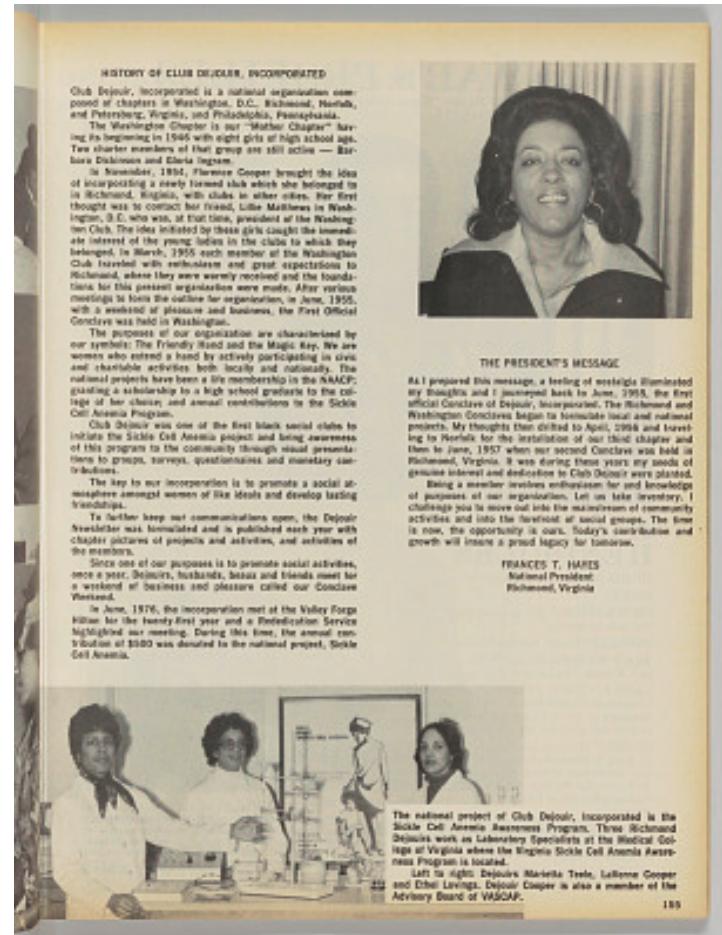 HISTORY OF CLUB DEJOUIR, INCORPORATED
Club Dejouir, Incorporated is a national organization com-
posed of chapters in Washington, D.C., Richmond, Norfolk,
and Petersburg, Virginia, and Philadelphia, Pennsylvania.
The Washington Chapter is our "Mother Chapter" hav-
ing its beginning in 1946 with eight girls of high school age.
Two charter members of that group are still active — Bar-
bara Dickinson and Gloria Ingram.
In November, 1954, Florence Cooper brought the idea
of incorporating a newly formed club which she belonged to
in Richmond, Virginia, with clubs in other cities. Her first
thought was to contact her friend, Lillie Matthews in Wash-
ington, D.C. who was, at that time, president of the Washing-
ton Club. The idea initiated by these girls caught the immedi-
ate interest of the young ladies in the clubs to which they
belonged. In March, 1955 each member of the Washington
Club traveled with enthusiasm and great expectations to
Richmond, where they were warmly received and the founda-
tions for this present organization were made. After various
meetings to form the outline for organization, in June, 1955,
with a weekend of pleasure and business, the First Official
Conclave was held in Washington.
The purposes of our organization are characterized by
our symbols: The Friendly Hand and the Magic Key. We are
women who extend a hand by actively participating in civic
and charitable activities both locally and nationally. The
national projects have been a life membership in the NAACP;
granting a scholarship to a high school graduate to the col-
lege of her choice; and annual contributions to the Sickle
Cell Anemia Program.
Club Dejouir was one of the first black social clubs to
initiate the Sickle Cell Anemia project and bring awareness
of this program to the community through visual presenta-
tions to groups, surveys, questionnaires and monetary con-
tributions.
The key to our incorporation is to promote a social at-
mosphere amongst women of like ideals and develop lasting
friendships.
To further keep our communications open, the Dejouir
Newsletter was formulated and is published each year with
chapter pictures of projects and activities, and activities of
the members.
Since one of our purposes is to promote social activities,
once a year, Dejouirs, husbands, beaus and friends meet for
a weekend of business and pleasure called our Conclave
Weekend.
In June, 1976, the incorporation met at the Valley Forge
Hilton for the twenty-first year and a Rededication Service
highlighted our meeting. During this time, the annual con-
tribution of $500 was donated to the national project, Sickle
Cell Anemia.
THE PRESIDENT'S MESSAGE
As I prepared this message, a feeling of nostalgia illuminated
my thoughts and I journeyed back to June, 1955, the first
official Conclave of Dejouir, Incorporated. The Richmond and
Washington Conclaves began to formulate local and national
projects. My thoughts then drifted to April, 1956 and travel-
ing to Norfolk for the installation of our third chapter and
then to June, 1957 when our second Conclave was held in
Richmond, Virginia. It was during these years my seeds of
genuine interest and dedication to Club Dejouir were planted.
Being a member involves enthusiasm for and knowledge
of purposes of our organization. Let us take inventory. I
challenge you to move out into the mainstream of community
activities and into the forefront of social groups. The time
is now, the opportunity is ours. Today's contribution and
growth will insure a proud legacy for tomorrow.
FRANCES T. HAYES
National President
Richmond, Virginia
The national project of Club Dejouir, Incorporated is the
Sickle Cell Anemia Awareness Program. Three Richmond
Dejouirs work as Laboratory Specialists at the Medical Col-
lege of Virginia where the Virginia Sickle Cell Anemia Aware-
ness Program is located.
Left to right: Dejouirs Mariella Teele, LaVerne Cooper
and Ethel Lovings. Dejouir Cooper is also a member of the
Advisory Board of VASCAP.
155